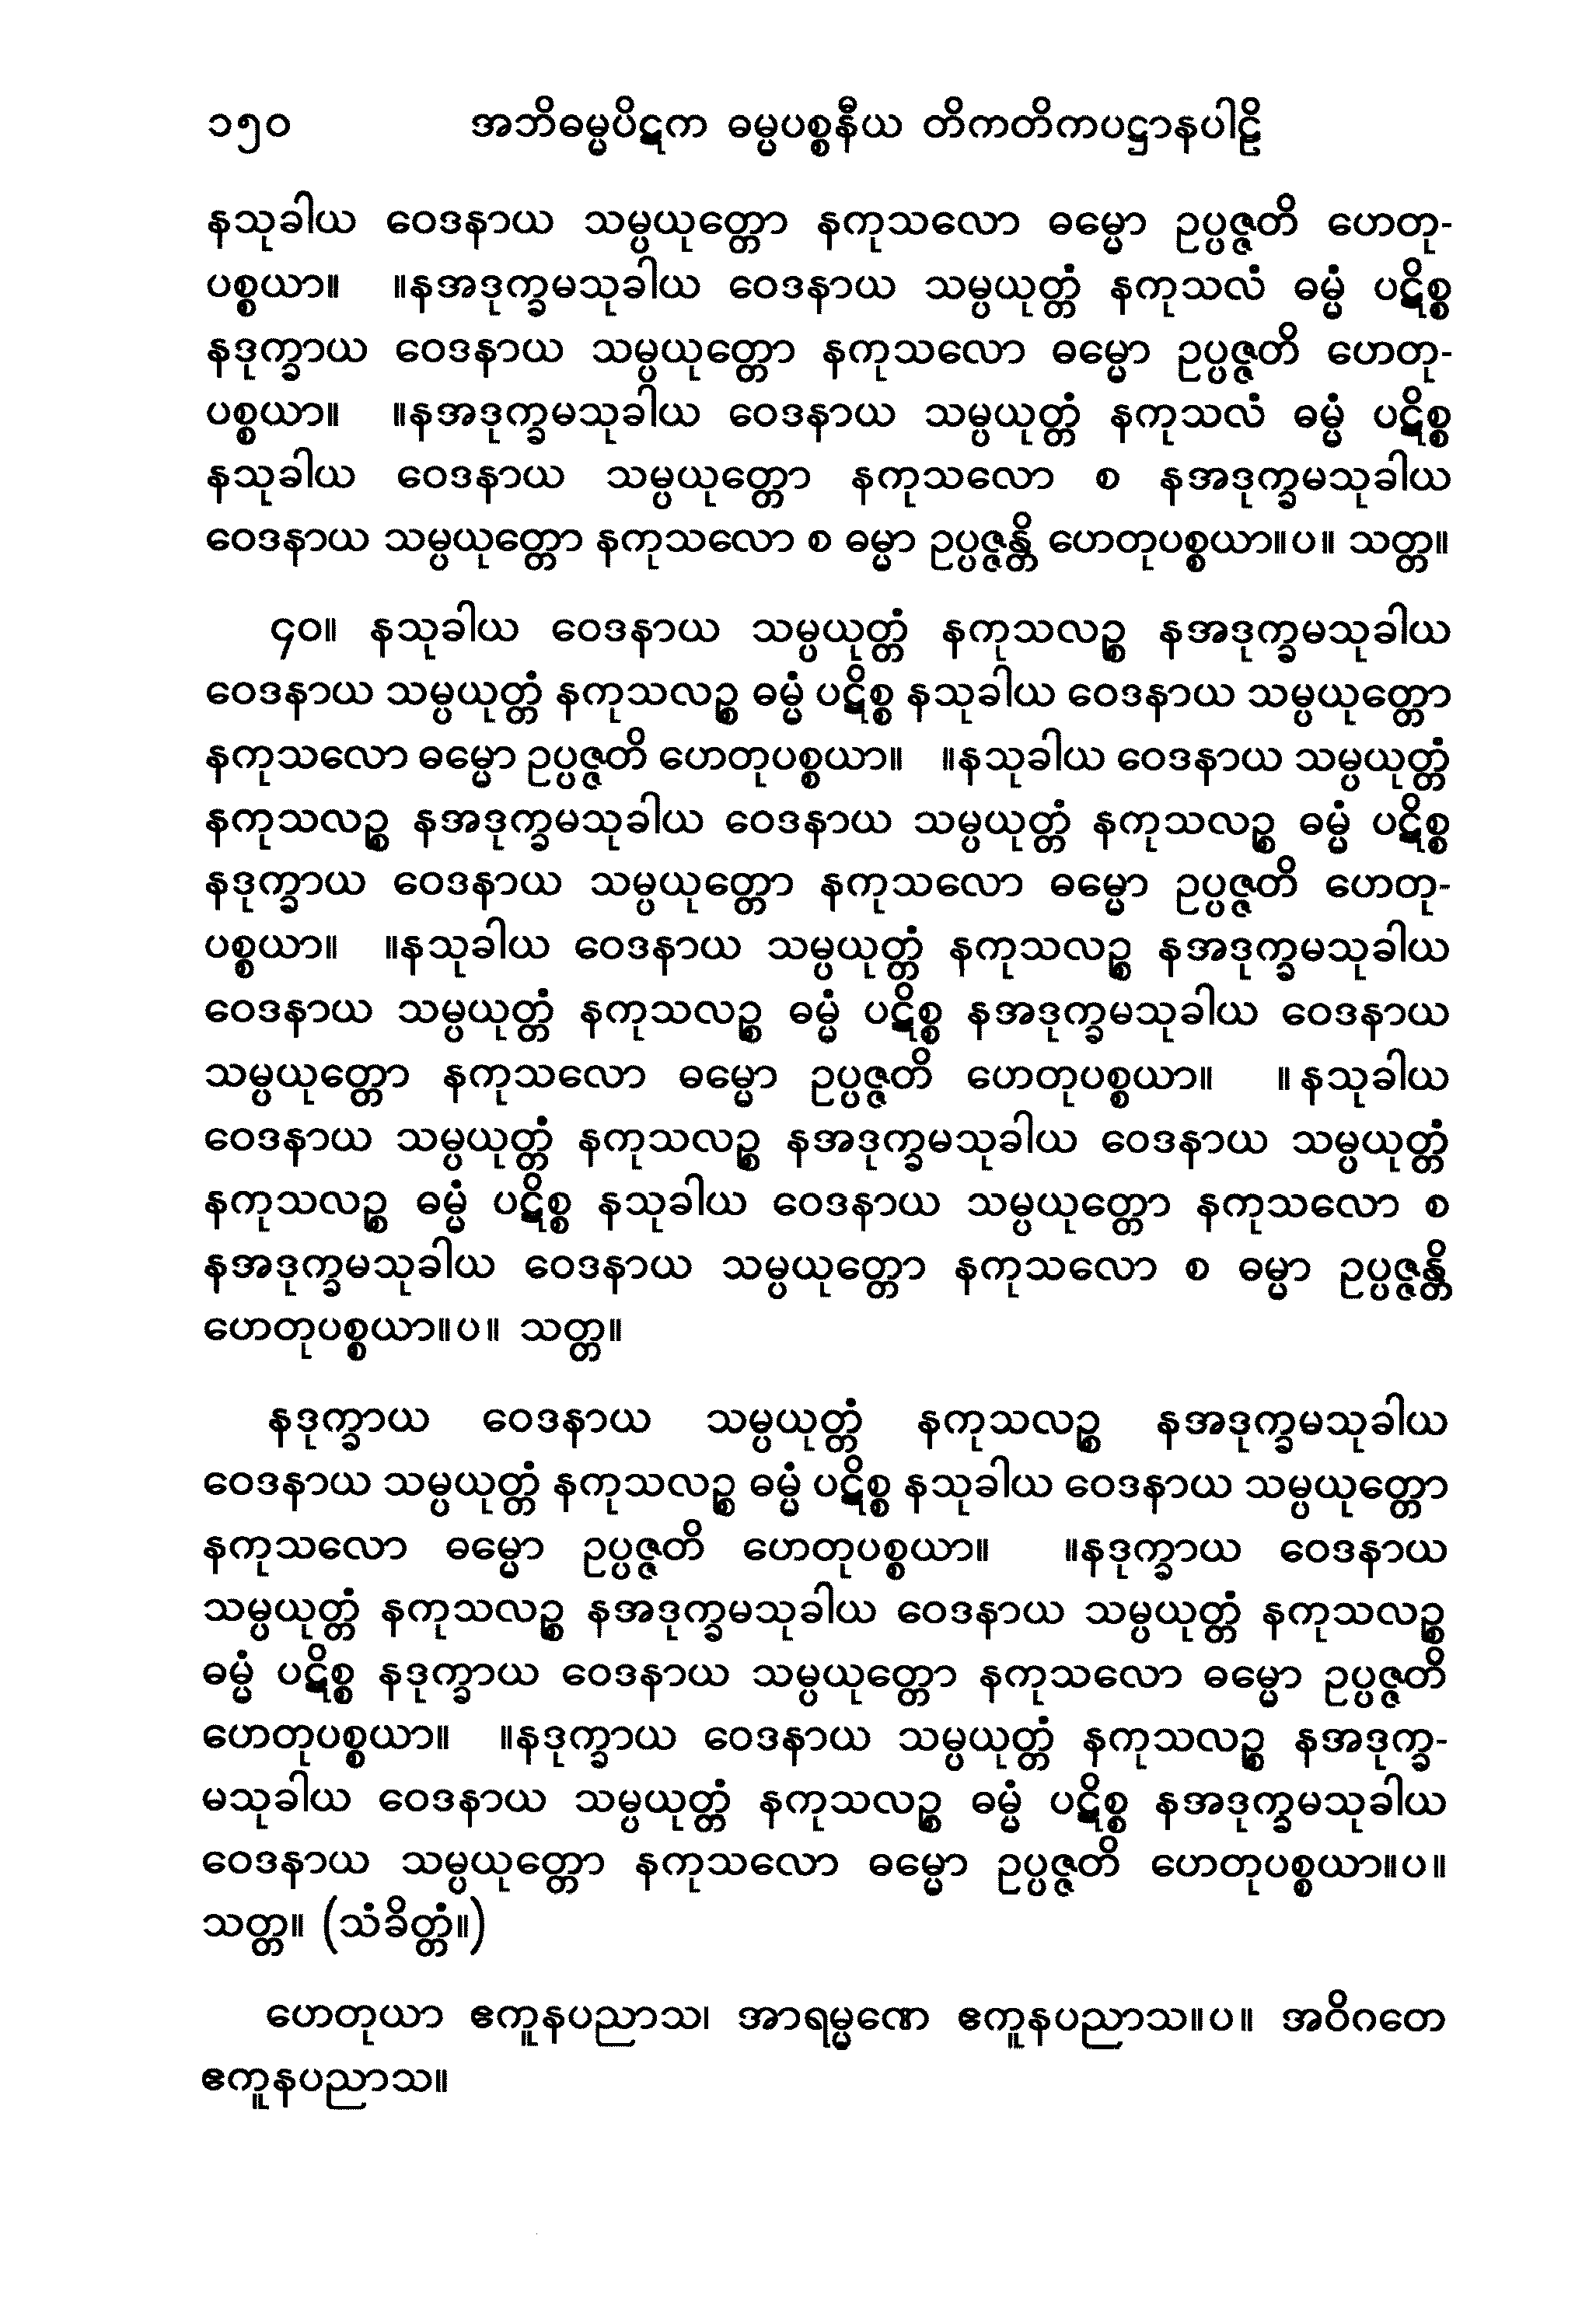 ၁၅၀ အဘိဓမ္မပိဋက ဓမ္မပစ္စနီယ တိကတိကပဋ္ဌာနပါဠိ
နသုခါယ ဝေဒနာယ သမ္ပယုတ္တော နကုသလော ဓမ္မော ဥပ္ပဇ္ဇတိ ဟေတု-
ပစ္စယာ။ ။နအဒုက္ခမသုခါယ ဝေဒနာယ သမ္ပယုတ္တံ နကုသလံ ဓမ္မံ ပဋိစ္စ
နဒုက္ခာယ ဝေဒနာယ သမ္ပယုတ္တော နကုသလော ဓမ္မော ဥပ္ပဇ္ဇတိ ဟေတု-
ပစ္စယာ။ ။နအဒုက္ခမသုခါယ ဝေဒနာယ သမ္ပယုတ္တံ နကုသလံ ဓမ္မံ ပဋိစ္စ
နသုခါယ ဝေဒနာယ သမ္ပယုတ္တော နကုသလော စ နအဒုက္ခမသုခါယ
ဝေဒနာယ သမ္ပယုတ္တော နကုသလော စ ဓမ္မာ ဥပ္ပဇ္ဇန္တိ ဟေတုပစ္စယာ။ပ။ သတ္တ။
၄၀။ နသုခါယ ဝေဒနာယ သမ္ပယုတ္တံ နကုသလဉ္စ နအဒုက္ခမသုခါယ
ဝေဒနာယ သမ္ပယုတ္တံ နကုသလဉ္စ ဓမ္မံ ပဋိစ္စ နသုခါယ ဝေဒနာယ သမ္ပယုတ္တော
နကုသလော ဓမ္မော ဥပ္ပဇ္ဇတိ ဟေတုပစ္စယာ။ ။နသုခါယ ဝေဒနာယ သမ္ပယုတ္တံ
နကုသလဉ္စ နအဒုက္ခမသုခါယ ဝေဒနာယ သမ္ပယုတ္တံ နကုသလဉ္စ ဓမ္မံ ပဋိစ္စ
နဒုက္ခာယ ဝေဒနာယ သမ္ပယုတ္တော နကုသလော ဓမ္မော ဥပ္ပဇ္ဇတိ ဟေတု-
ပစ္စယာ။ ။နသုခါယ ဝေဒနာယ သမ္ပယုတ္တံ နကုသလဉ္စ နအဒုက္ခမသုခါယ
ဝေဒနာယ သမ္ပယုတ္တံ နကုသလဉ္စ ဓမ္မံ ပဋိစ္စ နအဒုက္ခမသုခါယ ဝေဒနာယ
သမ္ပယုတ္တော နကုသလော ဓမ္မော ဥပ္ပဇ္ဇတိ ဟေတုပစ္စယာ။ ။နသုခါယ
ဝေဒနာယ သမ္ပယုတ္တံ နကုသလဉ္စ နအဒုက္ခမသုခါယ ဝေဒနာယ သမ္ပယုတ္တံ
နကုသလဉ္စ ဓမ္မံ ပဋိစ္စ နသုခါယ ဝေဒနာယ သမ္ပယုတ္တော နကုသလော စ
နအဒုက္ခမသုခါယ ဝေဒနာယ သမ္ပယုတ္တော နကုသလော စ ဓမ္မာ ဥပ္ပဇ္ဇန္တိ
ဟေတုပစ္စယာ။ပ။ သတ္တ။
နဒုက္ခာယ ဝေဒနာယ သမ္ပယုတ္တံ နကုသလဉ္စ နအဒုက္ခမသုခါယ
ဝေဒနာယ သမ္ပယုတ္တံ နကုသလဉ္စ ဓမ္မံ ပဋိစ္စ နသုခါယ ဝေဒနာယ သမ္ပယုတ္တော
နကုသလော ဓမ္မော ဥပ္ပဇ္ဇတိ ဟေတုပစ္စယာ။ ။နဒုက္ခာယ ဝေဒနာယ
သမ္ပယုတ္တံ နကုသလဉ္စ နအဒုက္ခမသုခါယ ဝေဒနာယ သမ္ပယုတ္တံ နကုသလဉ္စ
ဓမ္မံ ပဋိစ္စ နဒုက္ခာယ ဝေဒနာယ သမ္ပယုတ္တော နကုသလော ဓမ္မော ဥပ္ပဇ္ဇတိ
ဟေတုပစ္စယာ။ ။နဒုက္ခာယ ဝေဒနာယ သမ္ပယုတ္တံ နကုသလဉ္စ နအဒုက္ခ-
မသုခါယ ဝေဒနာယ သမ္ပယုတ္တံ နကုသလဉ္စ ဓမ္မံ ပဋိစ္စ နအဒုက္ခမသုခါယ
ဝေဒနာယ သမ္ပယုတ္တော နကုသလော ဓမ္မော ဥပ္ပဇ္ဇတိ ဟေတုပစ္စယာ။ပ။
သတ္တ။ (သံခိတ္တံ။)
ဟေတုယာ ဧကူနပညာသ၊ အာရမ္မဏေ ဧကူနပညာသ။ပ။ အဝိဂတေ
ဧကူနပညာသ။